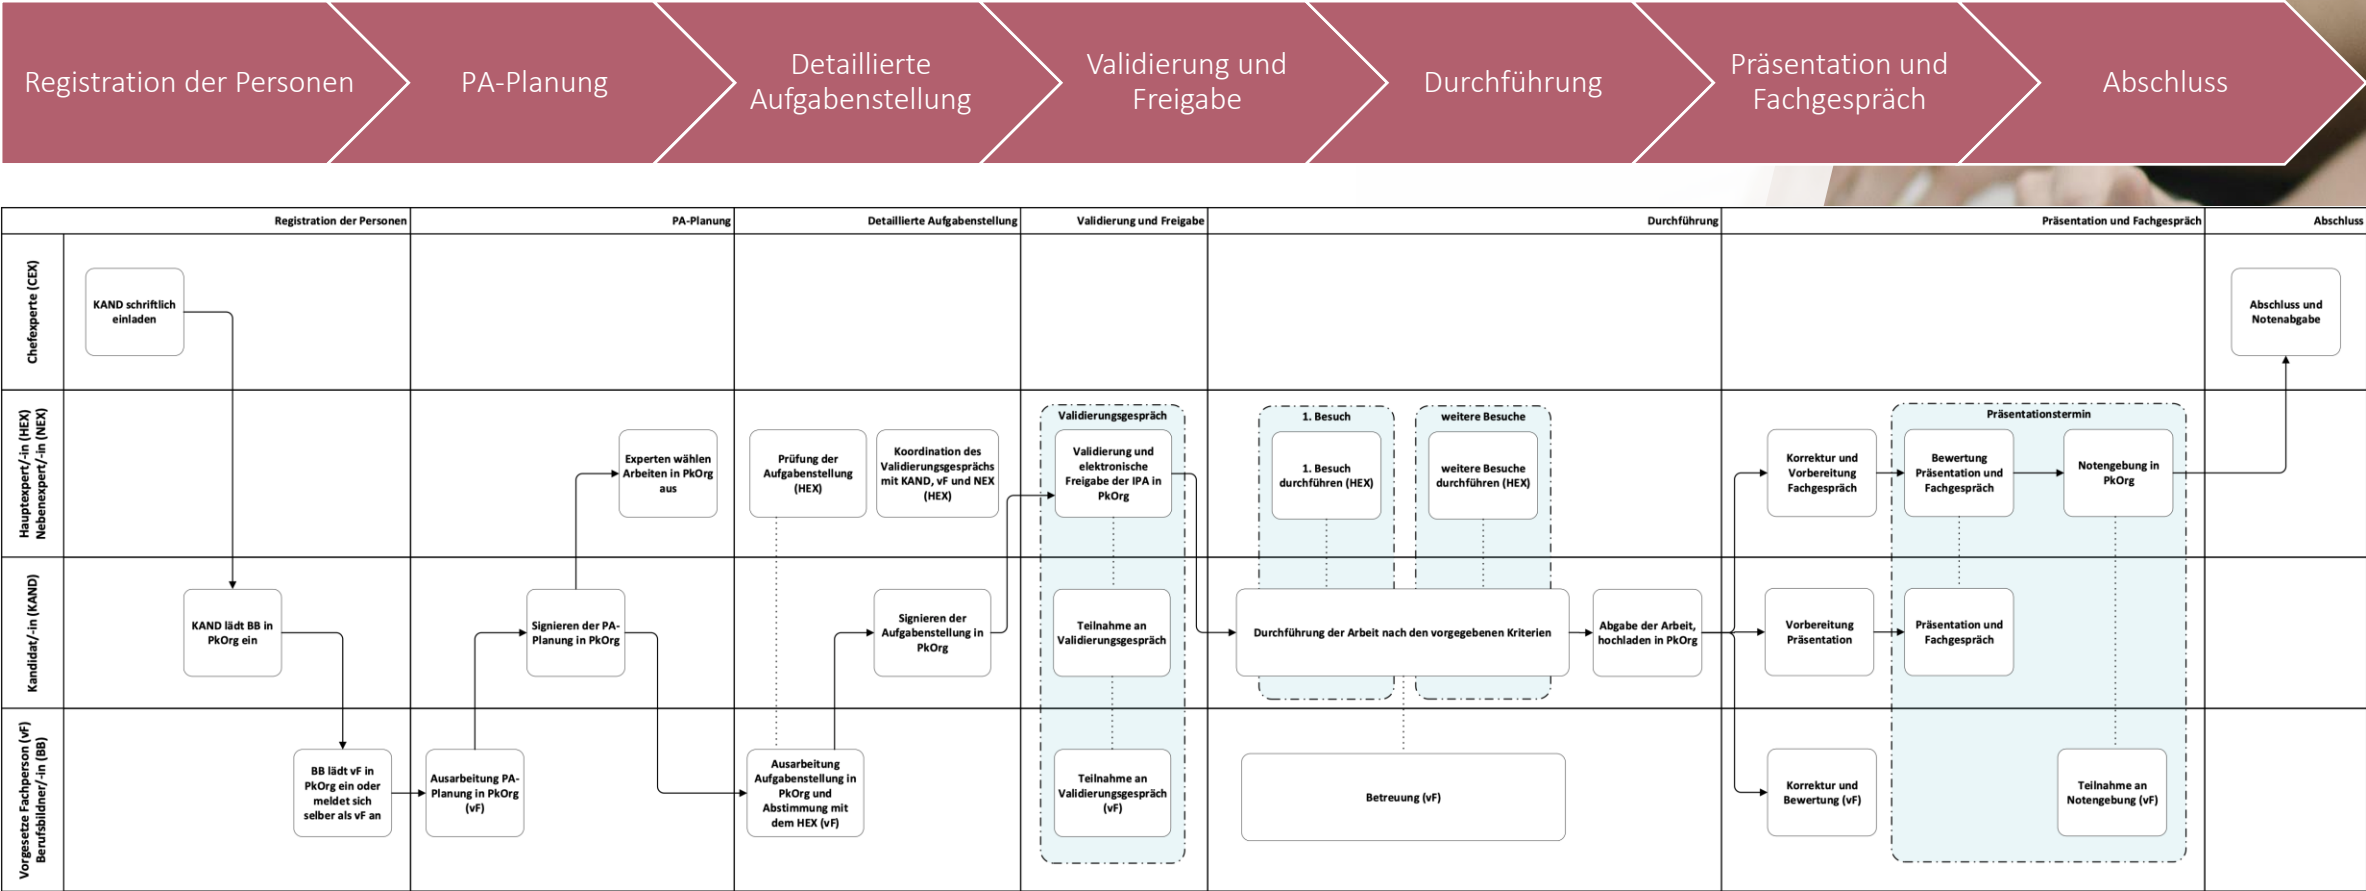 Registration der Personen
PA-Planung
Detaillierte
Aufgabenstellung
Validierung und
Freigabe
Durchführung
Präsentation und
Fachgespräch
Abschluss
Registration der Personen
PA-Planung
Detaillierte Aufgabenstellung
Validierung und Freigabe
Durchführung
Präsentation und Fachgespräch
Abschluss
Chefexperte (CEX)
KAND schriftlich
einladen
Abschluss und
Notenabgabe
Hauptexpert/-in (HEX)
Nebenexpert/-in (NEX)
Experten wählen
Arbeiten in PkOrg
aus
Prüfung der
Aufgabenstellung
(HEX)
Koordination des
Validierungsgesprächs
mit KAND, vF und NEX
(HEX)
Validierungsgespräch
Validierung und
elektronische
Freigabe der IPA in
PkOrg
1. Besuch
1. Besuch
durchführen (HEX)
weitere Besuche
weitere Besuche
durchführen (HEX)
Korrektur und
Vorbereitung
Fachgespräch
Präsentationstermin
Bewertung
Präsentation und
Fachgespräch
Notengebung in
PkOrg
Kandidat/-in (KAND)
KAND lädt BB in
PkOrg ein
Signieren der PA-
Planung in PkOrg
Signieren der
Aufgabenstellung in
PkOrg
Teilnahme an
Validierungsgespräch
Durchführung der Arbeit nach den vorgegebenen Kriterien
Abgabe der Arbeit,
hochladen in PkOrg
Vorbereitung
Präsentation
Präsentation und
Fachgespräch
Vorgesetze Fachperson (vF)
Berufsbildner/-in (BB)
BB lädt vF in
PkOrg ein oder
meldet sich
selber als vF an
Ausarbeitung PA-
Planung in PkOrg
(vF)
Ausarbeitung
Aufgabenstellung in
PkOrg und
Abstimmung mit
dem HEX (vF)
Teilnahme an
Validierungsgespräch
(vF)
Betreuung (vF)
Korrektur und
Bewertung (vF)
Teilnahme an
Notengebung (vF)